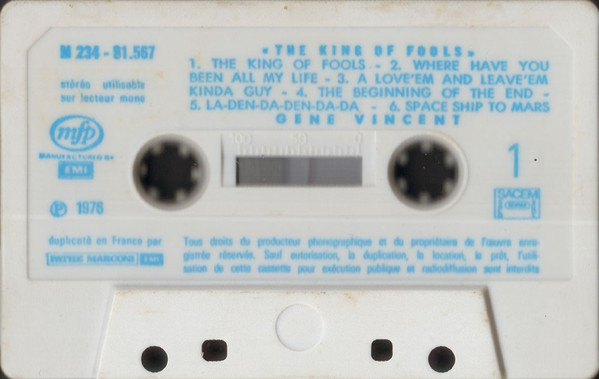 M 234 - 81.567
stéréo utilisable
sur lecteur mono
mfp
MANUFACTURED BY
EMI
℗ 1976
dupliqué en France par
PATHE MARCONI EMI
«THE KING OF FOOLS»
1. THE KING OF FOOLS - 2. WHERE HAVE YOU
BEEN ALL MY LIFE - 3. A LOVE'EM AND LEAVE'EM
KINDA GUY - 4. THE BEGINNING OF THE END -
5. LA-DEN-DA-DEN-DA-DA - 6. SPACE SHIP TO MARS
GENE VINCENT
100 50 0
1
SACEM
Tous droits du producteur phonographique et du propriétaire de l'œuvre enre-
gistrée réservés. Sauf autorisation, la duplication, la location, le prêt, l'utili-
sation de cette cassette pour exécution publique et radiodiffusion sont interdits